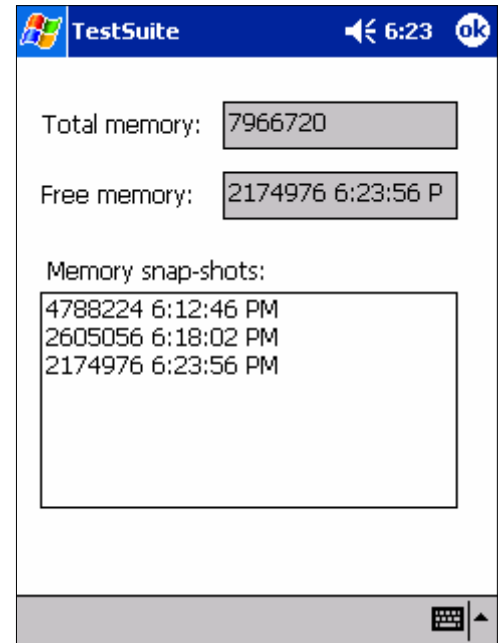 TestSuite 6:23 ok
Total memory: 7966720
Free memory: 2174976 6:23:56 P
Memory snap-shots:
4788224 6:12:46 PM
2605056 6:18:02 PM
2174976 6:23:56 PM